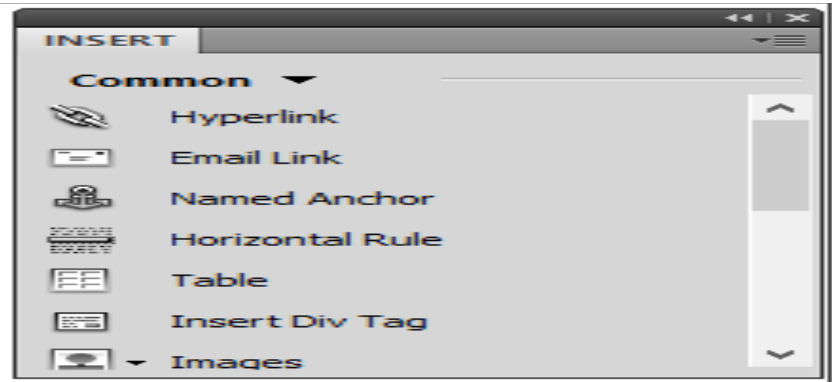 INSERT
Common
Hyperlink
Email Link
Named Anchor
Horizontal Rule
Table
Insert Div Tag
Images